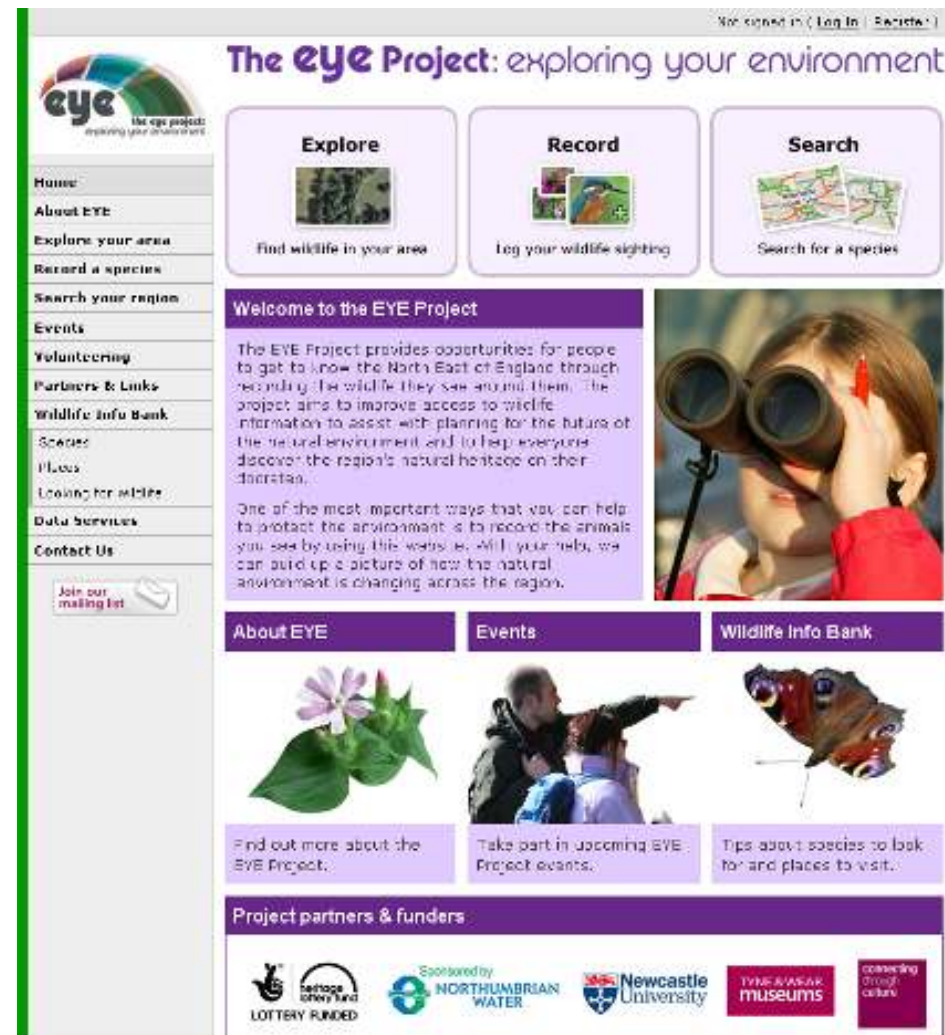 Not signed in ( Log In | Register )
The eye Project: exploring your environment
eye
the eye project:
exploring your environment
Home
About EYE
Explore your area
Record a species
Search your region
Events
Volunteering
Partners & Links
Wildlife Info Bank
Species
Places
Looking for wildlife
Data Services
Contact Us
Join our
mailing list
Explore
Find wildlife in your area
Record
Log your wildlife sighting
Search
Search for a species
Welcome to the EYE Project
The EYE Project provides opportunities for people
to get to know the North East of England through
recording the wildlife they see around them. The
project aims to improve access to wildlife
information to assist with planning for the future of
the natural environment and to help everyone
discover the region's natural heritage on their
doorstep.
One of the most important ways that you can help
to protect the environment is to record the animals
you see by using this website. With your help, we
can build up a picture of how the natural
environment is changing across the region.
About EYE
Find out more about the
EYE Project.
Events
Take part in upcoming EYE
Project events.
Wildlife Info Bank
Tips about species to look
for and places to visit.
Project partners & funders
heritage
lottery fund
LOTTERY FUNDED
Sponsored by
NORTHUMBRIAN
WATER
Newcastle
University
TYNE & WEAR
museums
connecting
through
culture